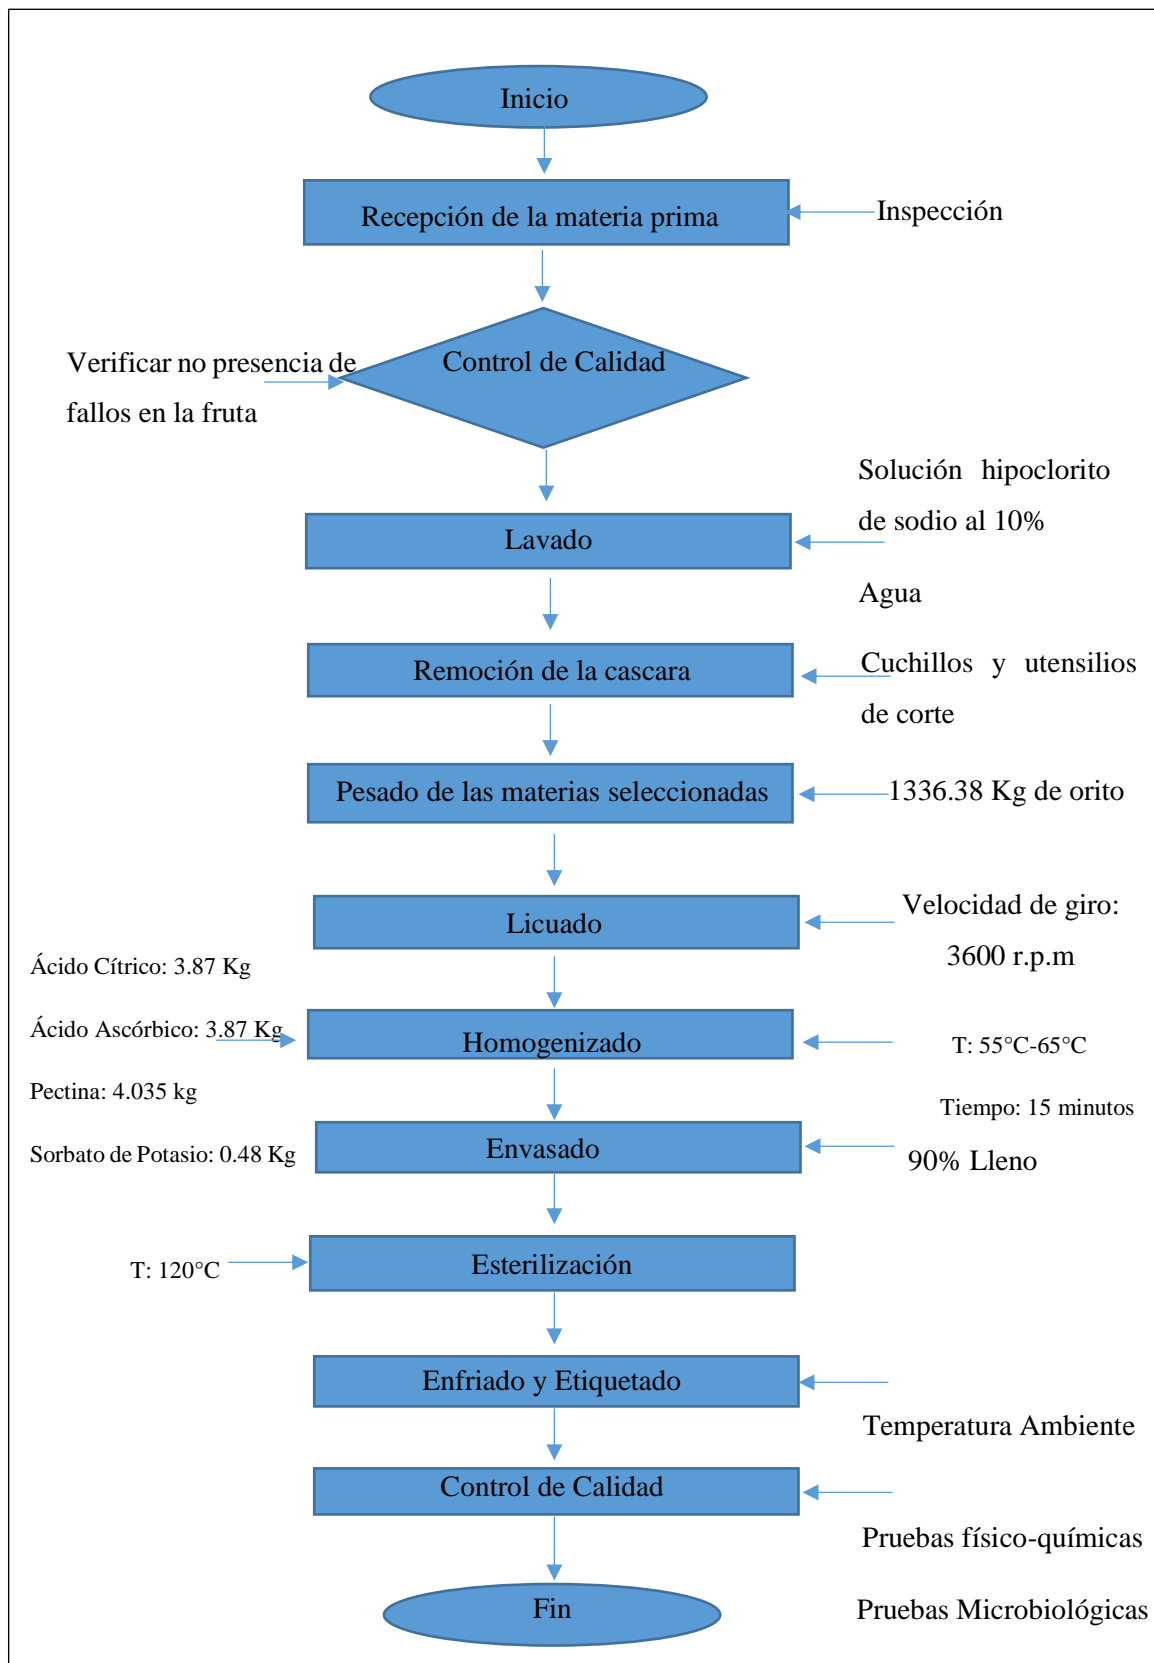 Inicio
Recepción de la materia prima
Inspección
Control de Calidad
Verificar no presencia de
fallos en la fruta
Solución hipoclorito
de sodio al 10%
Lavado
Agua
Remoción de la cascara
Cuchillos y utensilios
de corte
Pesado de las materias seleccionadas
1336.38 Kg de orito
Licuado
Velocidad de giro:
3600 r.p.m
Ácido Cítrico: 3.87 Kg
Ácido Ascórbico: 3.87 Kg
Homogenizado
T: 55°C-65°C
Pectina: 4.035 kg
Tiempo: 15 minutos
Sorbato de Potasio: 0.48 Kg
Envasado
90% Lleno
T: 120°C
Esterilización
Enfriado y Etiquetado
Temperatura Ambiente
Control de Calidad
Pruebas físico-químicas
Fin
Pruebas Microbiológicas